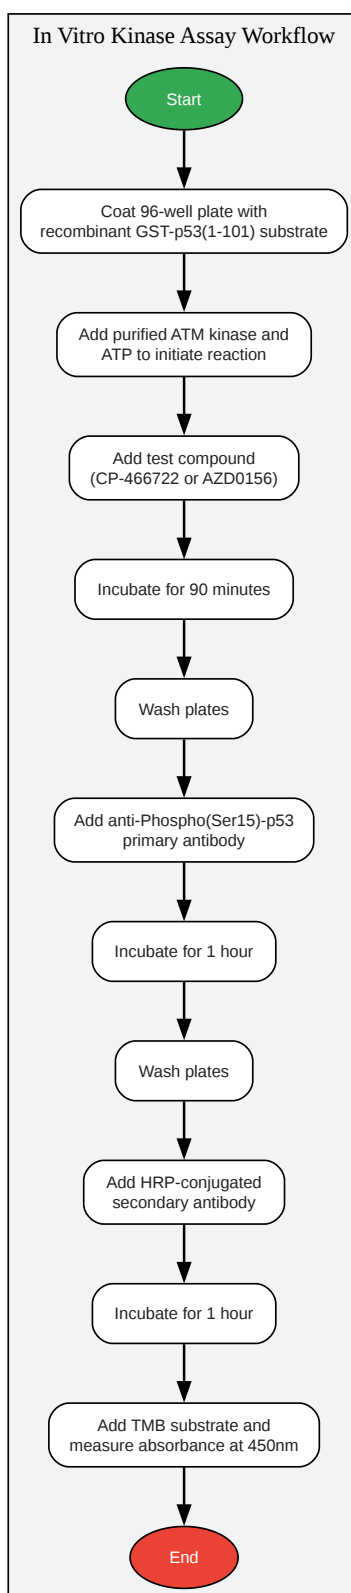 In Vitro Kinase Assay Workflow
Start
Coat 96-well plate with
recombinant GST-p53(1-101) substrate
Add purified ATM kinase and
ATP to initiate reaction
Add test compound
(CP-466722 or AZD0156)
Incubate for 90 minutes
Wash plates
Add anti-Phospho(Ser15)-p53
primary antibody
Incubate for 1 hour
Wash plates
Add HRP-conjugated
secondary antibody
Incubate for 1 hour
Add TMB substrate and
measure absorbance at 450nm
End